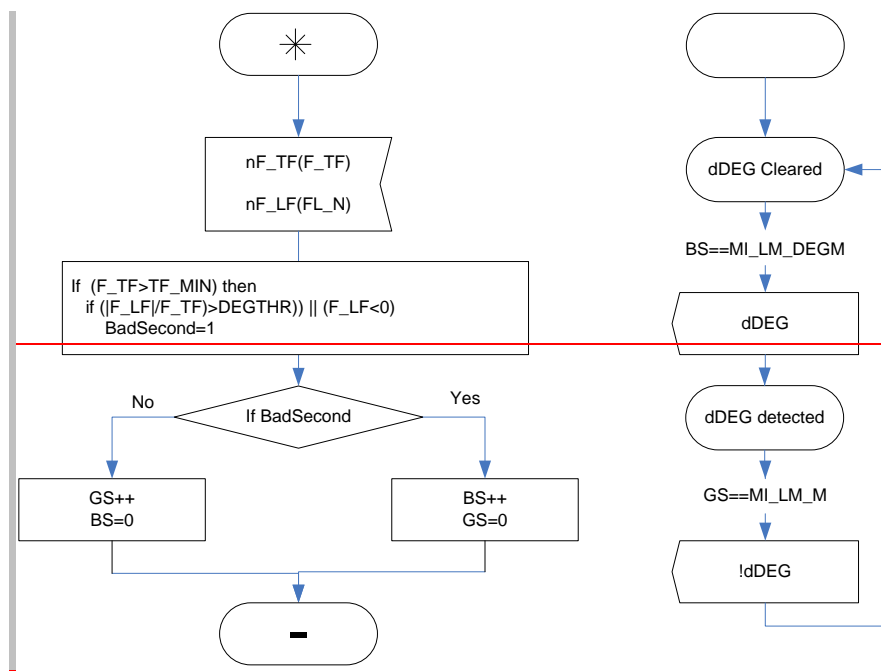 nF_TF(F_TF)
nF_LF(FL_N)
If (F_TF>TF_MIN) then
if (|F_LF|/F_TF)>DEGTHR)) || (F_LF<0)
BadSecond=1
If BadSecond
No
Yes
GS++
BS=0
BS++
GS=0
dDEG Cleared
BS==MI_LM_DEGM
dDEG
dDEG detected
GS==MI_LM_M
!dDEG